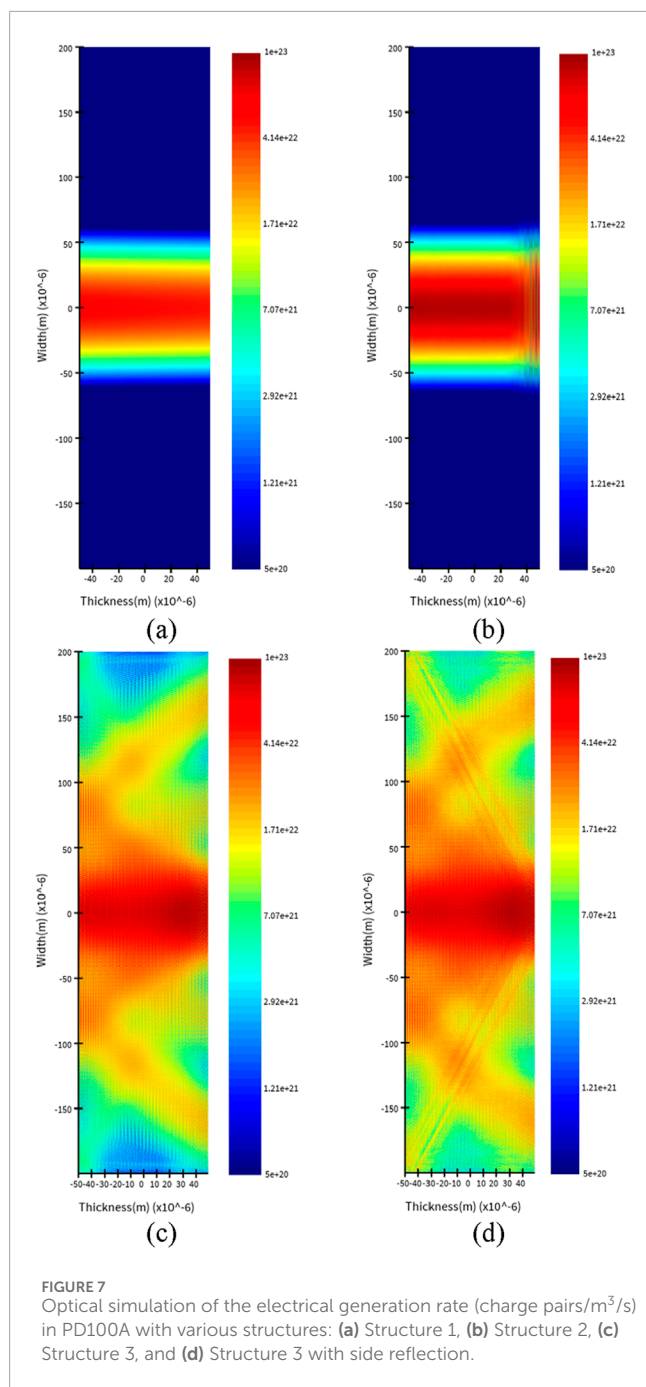 200
150
100
50
0
-50
-100
-150
-40 -20 0 20 40
Thickness(m) (x10^-6)
Width(m) (x10^-6)
1e+23
4.14e+22
1.71e+22
7.07e+21
2.92e+21
1.21e+21
5e+20
(a)
200
150
100
50
0
-50
-100
-150
-40 -20 0 20 40
Thickness(m) (x10^-6)
Width(m) (x10^-6)
1e+23
4.14e+22
1.71e+22
7.07e+21
2.92e+21
1.21e+21
5e+20
(b)
200
150
100
50
0
-50
-100
-150
-50 -40 -30 -20 -10 0 10 20 30 40
Thickness(m) (x10^-6)
Width(m) (x10^-6)
1e+23
4.14e+22
1.71e+22
7.07e+21
2.92e+21
1.21e+21
5e+20
(c)
200
150
100
50
0
-50
-100
-150
-50 -40 -30 -20 -10 0 10 20 30 40
Thickness(m) (x10^-6)
Width(m) (x10^-6)
1e+23
4.14e+22
1.71e+22
7.07e+21
2.92e+21
1.21e+21
5e+20
(d)
FIGURE 7
Optical simulation of the electrical generation rate (charge pairs/m³/s)
in PD100A with various structures: (a) Structure 1, (b) Structure 2, (c)
Structure 3, and (d) Structure 3 with side reflection.